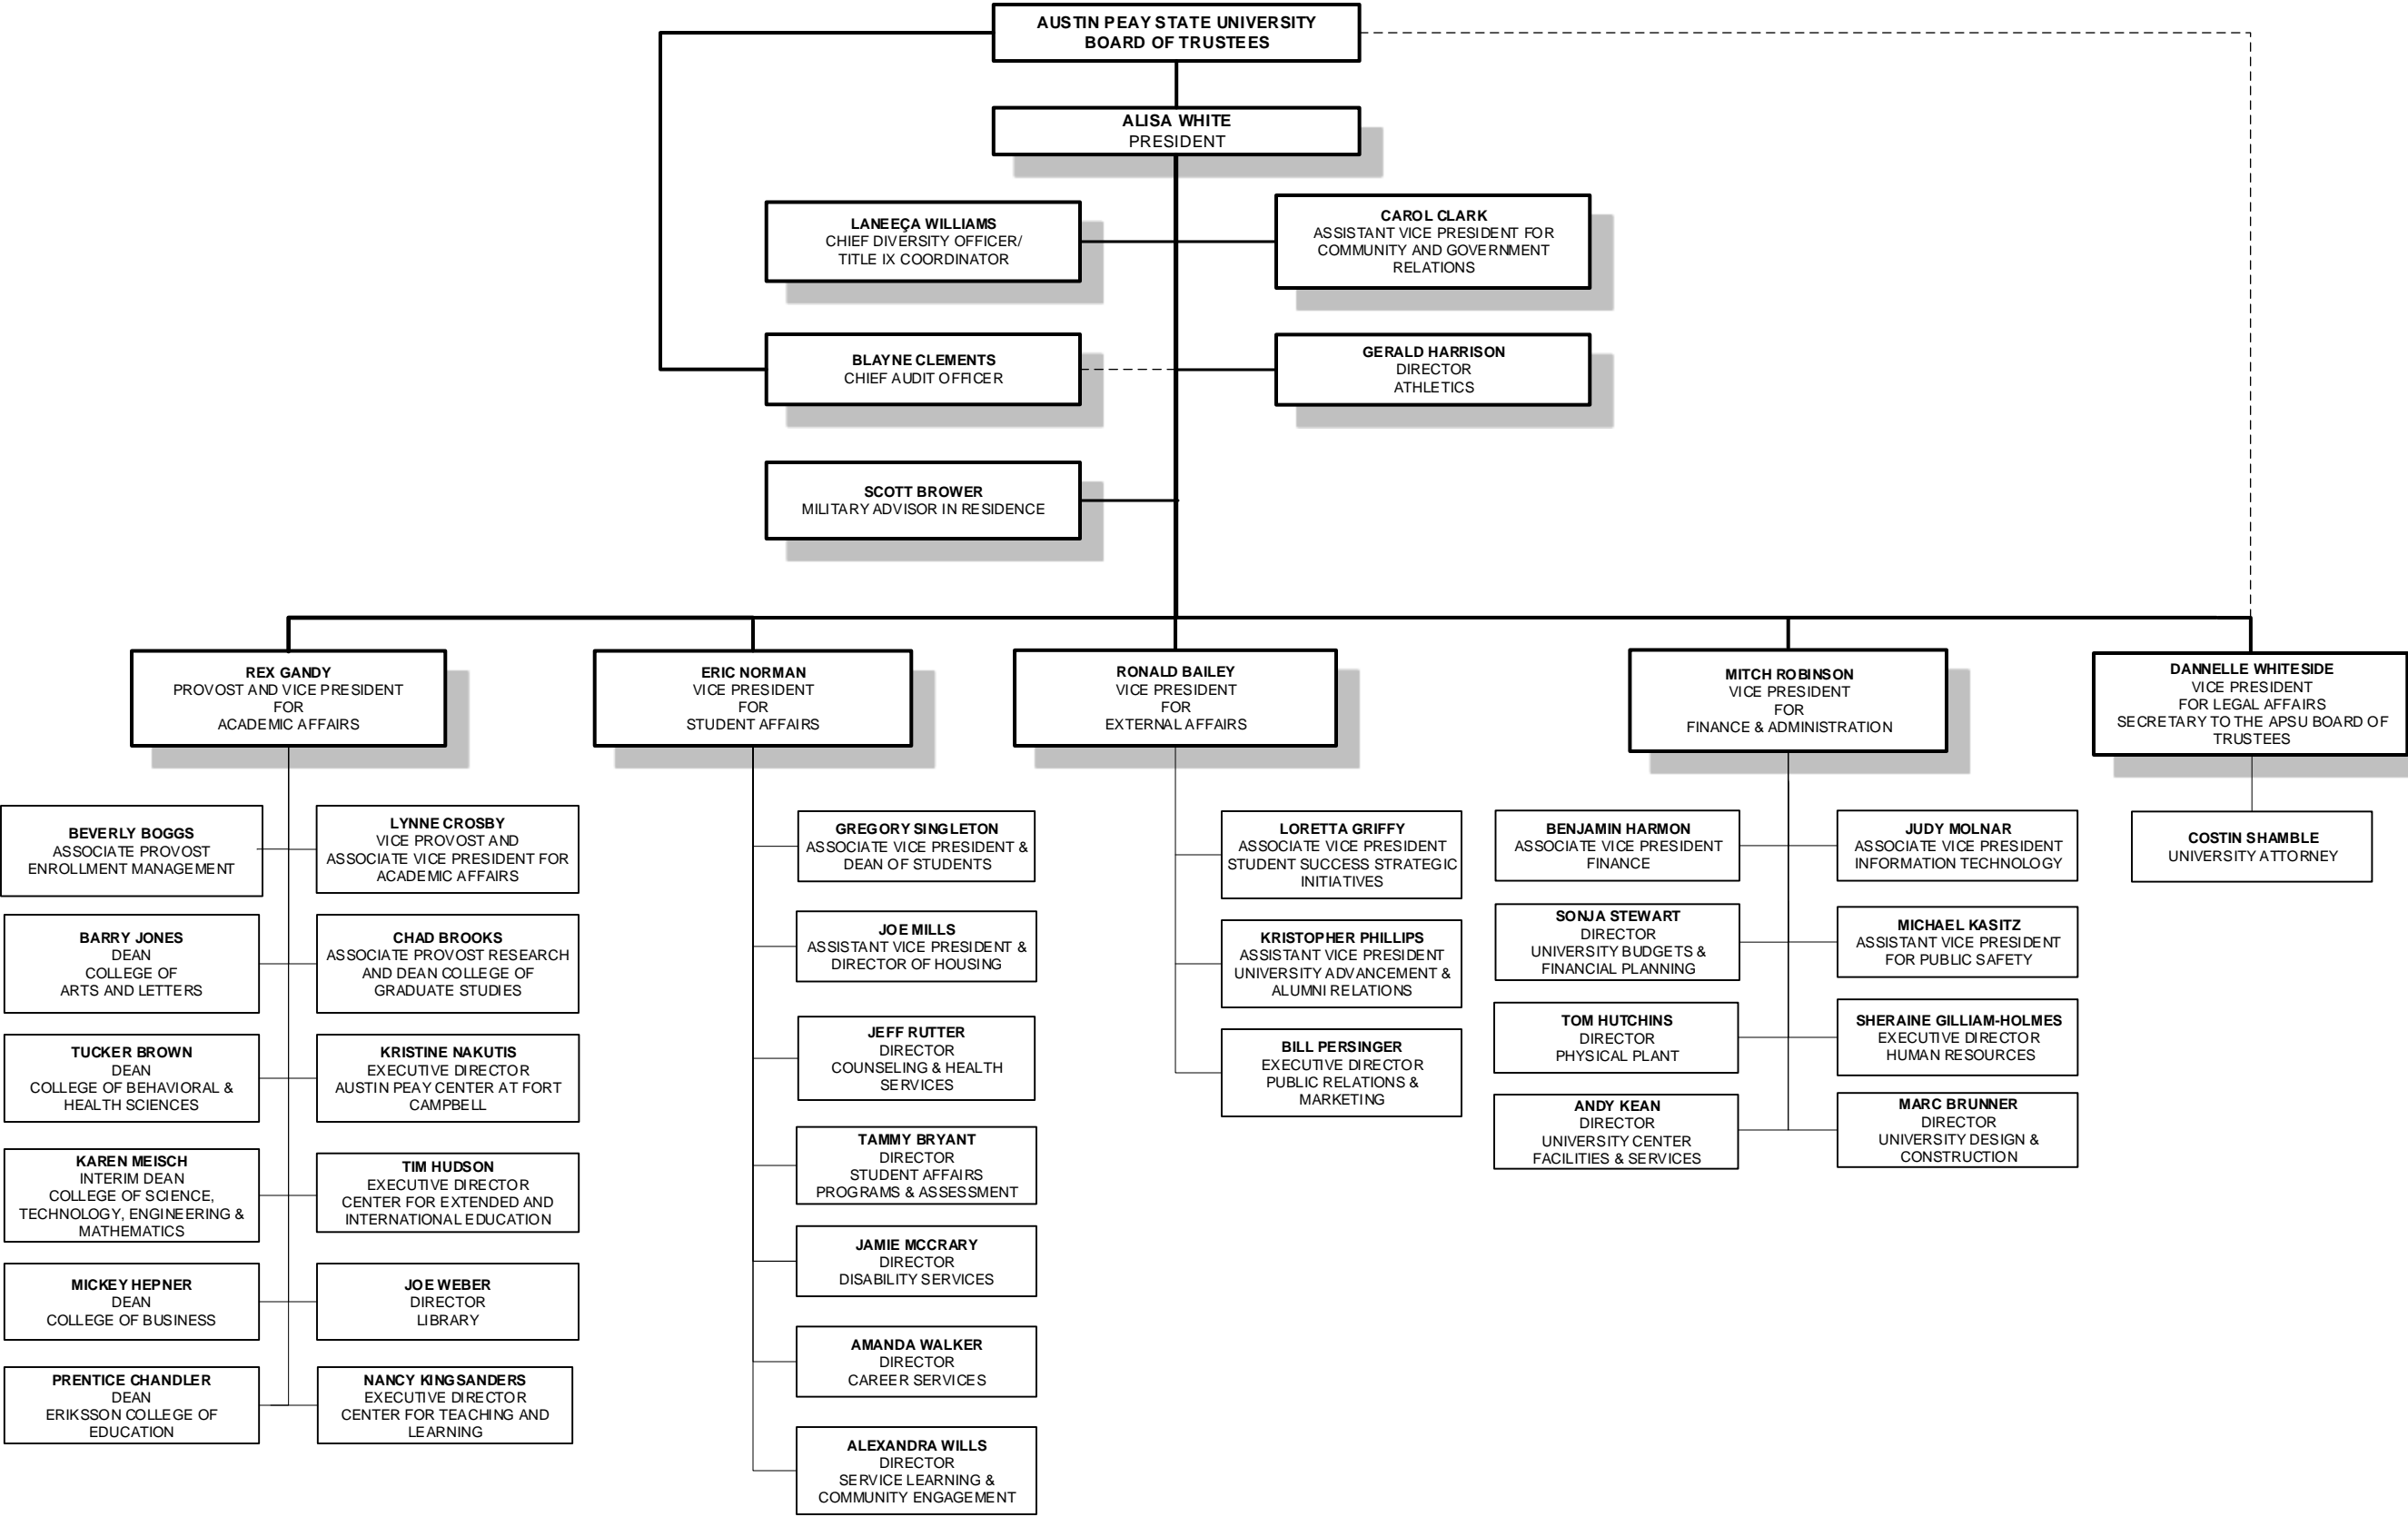 AUSTIN PEAY STATE UNIVERSITY
BOARD OF TRUSTEES
ALISA WHITE
PRESIDENT
LANEEÇA WILLIAMS
CHIEF DIVERSITY OFFICER/
TITLE IX COORDINATOR
CAROL CLARK
ASSISTANT VICE PRESIDENT FOR
COMMUNITY AND GOVERNMENT
RELATIONS
BLAYNE CLEMENTS
CHIEF AUDIT OFFICER
GERALD HARRISON
DIRECTOR
ATHLETICS
SCOTT BROWER
MILITARY ADVISOR IN RESIDENCE
REX GANDY
PROVOST AND VICE PRESIDENT
FOR
ACADEMIC AFFAIRS
ERIC NORMAN
VICE PRESIDENT
FOR
STUDENT AFFAIRS
RONALD BAILEY
VICE PRESIDENT
FOR
EXTERNAL AFFAIRS
MITCH ROBINSON
VICE PRESIDENT
FOR
FINANCE & ADMINISTRATION
DANNELLE WHITESIDE
VICE PRESIDENT
FOR LEGAL AFFAIRS
SECRETARY TO THE APSU BOARD OF
TRUSTEES
BEVERLY BOGGS
ASSOCIATE PROVOST
ENROLLMENT MANAGEMENT
LYNNE CROSBY
VICE PROVOST AND
ASSOCIATE VICE PRESIDENT FOR
ACADEMIC AFFAIRS
BARRY JONES
DEAN
COLLEGE OF
ARTS AND LETTERS
CHAD BROOKS
ASSOCIATE PROVOST RESEARCH
AND DEAN COLLEGE OF
GRADUATE STUDIES
TUCKER BROWN
DEAN
COLLEGE OF BEHAVIORAL &
HEALTH SCIENCES
KRISTINE NAKUTIS
EXECUTIVE DIRECTOR
AUSTIN PEAY CENTER AT FORT
CAMPBELL
KAREN MEISCH
INTERIM DEAN
COLLEGE OF SCIENCE,
TECHNOLOGY, ENGINEERING &
MATHEMATICS
TIM HUDSON
EXECUTIVE DIRECTOR
CENTER FOR EXTENDED AND
INTERNATIONAL EDUCATION
MICKEY HEPNER
DEAN
COLLEGE OF BUSINESS
JOE WEBER
DIRECTOR
LIBRARY
PRENTICE CHANDLER
DEAN
ERIKSSON COLLEGE OF
EDUCATION
NANCY KINGSANDERS
EXECUTIVE DIRECTOR
CENTER FOR TEACHING AND
LEARNING
GREGORY SINGLETON
ASSOCIATE VICE PRESIDENT &
DEAN OF STUDENTS
JOE MILLS
ASSISTANT VICE PRESIDENT &
DIRECTOR OF HOUSING
JEFF RUTTER
DIRECTOR
COUNSELING & HEALTH
SERVICES
TAMMY BRYANT
DIRECTOR
STUDENT AFFAIRS
PROGRAMS & ASSESSMENT
JAMIE MCCRARY
DIRECTOR
DISABILITY SERVICES
AMANDA WALKER
DIRECTOR
CAREER SERVICES
ALEXANDRA WILLS
DIRECTOR
SERVICE LEARNING &
COMMUNITY ENGAGEMENT
LORETTA GRIFFY
ASSOCIATE VICE PRESIDENT
STUDENT SUCCESS STRATEGIC
INITIATIVES
KRISTOPHER PHILLIPS
ASSISTANT VICE PRESIDENT
UNIVERSITY ADVANCEMENT &
ALUMNI RELATIONS
BILL PERSINGER
EXECUTIVE DIRECTOR
PUBLIC RELATIONS &
MARKETING
BENJAMIN HARMON
ASSOCIATE VICE PRESIDENT
FINANCE
JUDY MOLNAR
ASSOCIATE VICE PRESIDENT
INFORMATION TECHNOLOGY
SONJA STEWART
DIRECTOR
UNIVERSITY BUDGETS &
FINANCIAL PLANNING
MICHAEL KASITZ
ASSISTANT VICE PRESIDENT
FOR PUBLIC SAFETY
TOM HUTCHINS
DIRECTOR
PHYSICAL PLANT
SHERAINE GILLIAM-HOLMES
EXECUTIVE DIRECTOR
HUMAN RESOURCES
ANDY KEAN
DIRECTOR
UNIVERSITY CENTER
FACILITIES & SERVICES
MARC BRUNNER
DIRECTOR
UNIVERSITY DESIGN &
CONSTRUCTION
COSTIN SHAMBLE
UNIVERSITY ATTORNEY